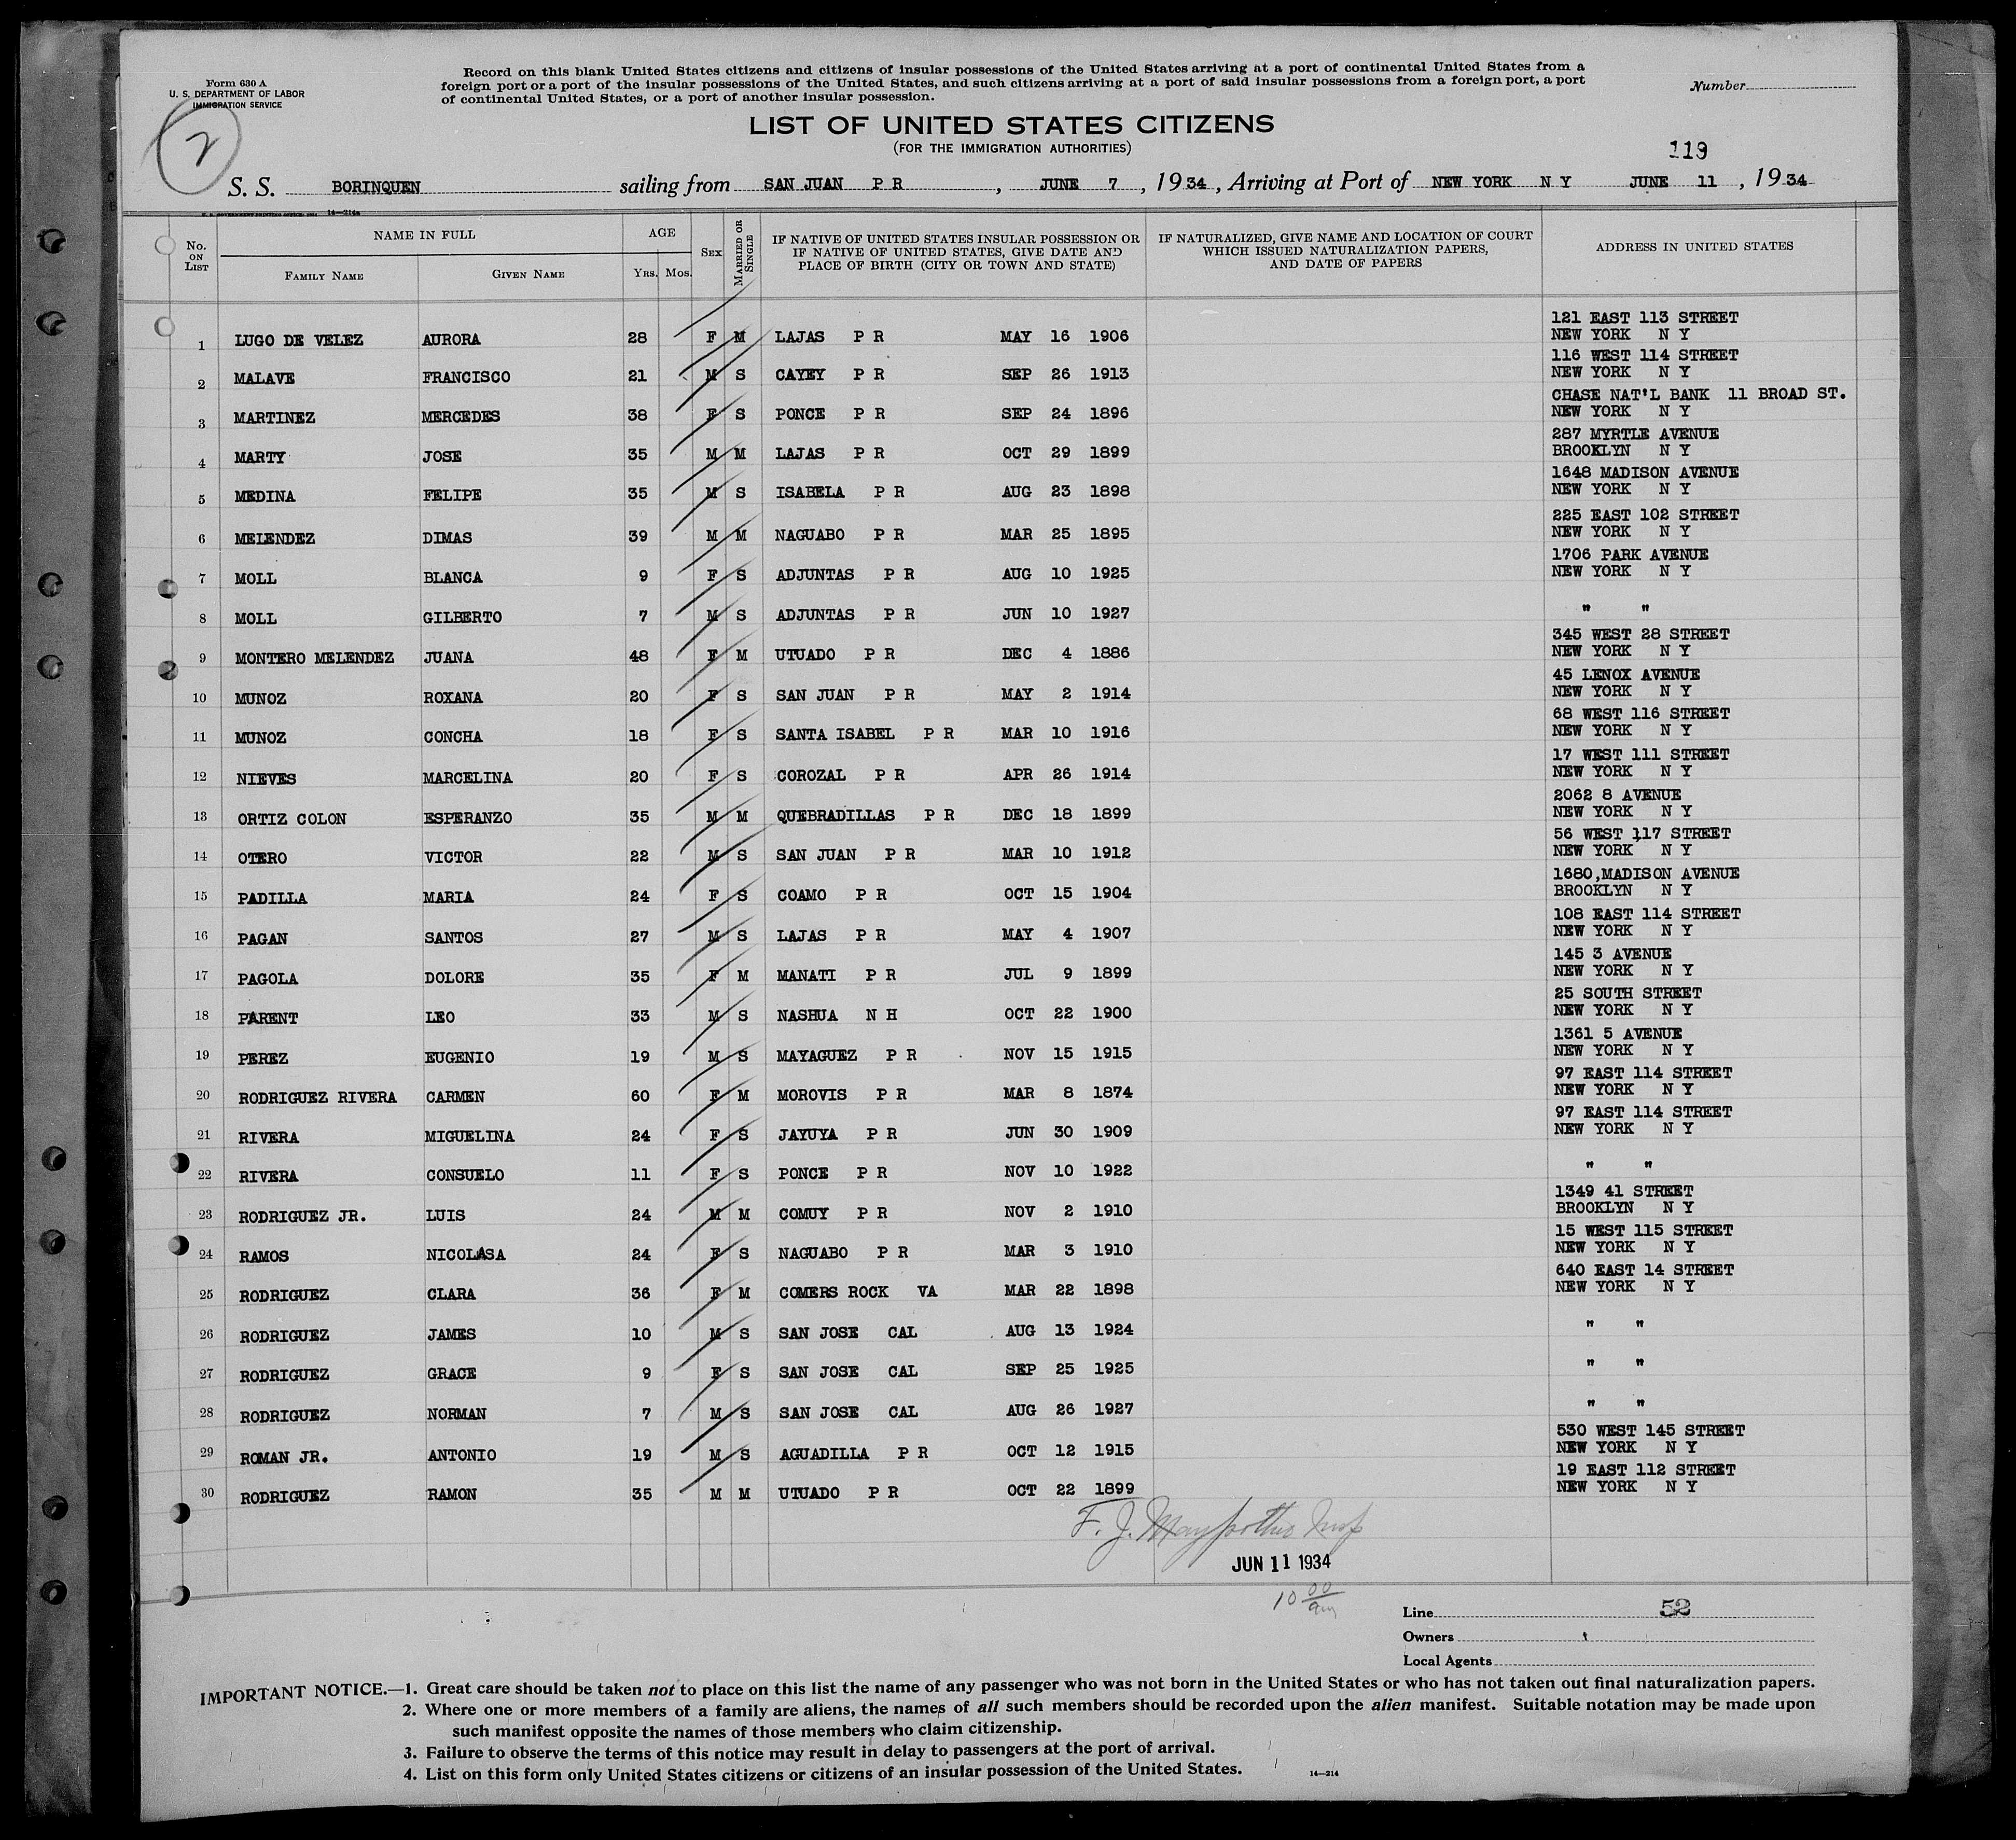 Form 630 A
U. S. DEPARTMENT OF LABOR
IMMIGRATION SERVICE
2
Record on this blank United States citizens and citizens of insular possessions of the United States arriving at a port of continental United States from a
foreign port or a port of the insular possessions of the United States, and such citizens arriving at a port of said insular possessions from a foreign port, a port
of continental United States, or a port of another insular possession.
Number
LIST OF UNITED STATES CITIZENS
(FOR THE IMMIGRATION AUTHORITIES)
119
S. S. BORINQUEN sailing from SAN JUAN P R, JUNE 7, 1934, Arriving at Port of NEW YORK N Y JUNE 11, 1934
14—214a
No. ON LIST NAME IN FULL FAMILY NAME GIVEN NAME AGE YRS. MOS. SEX MARRIED OR SINGLE IF NATIVE OF UNITED STATES INSULAR POSSESSION OR IF NATIVE OF UNITED STATES, GIVE DATE AND PLACE OF BIRTH (CITY OR TOWN AND STATE) IF NATURALIZED, GIVE NAME AND LOCATION OF COURT WHICH ISSUED NATURALIZATION PAPERS, AND DATE OF PAPERS ADDRESS IN UNITED STATES
1 LUGO DE VELEZ AURORA 28 F M LAJAS P R MAY 16 1906 121 EAST 113 STREET NEW YORK N Y
2 MALAVE FRANCISCO 21 M S CAYEY P R SEP 26 1913 116 WEST 114 STREET NEW YORK N Y
3 MARTINEZ MERCEDES 38 F S PONCE P R SEP 24 1896 CHASE NAT'L BANK 11 BROAD ST. NEW YORK N Y
4 MARTY JOSE 35 M M LAJAS P R OCT 29 1899 287 MYRTLE AVENUE BROOKLYN N Y
5 MEDINA FELIPE 35 M S ISABELA P R AUG 23 1898 1648 MADISON AVENUE NEW YORK N Y
6 MELENDEZ DIMAS 39 M M NAGUABO P R MAR 25 1895 225 EAST 102 STREET NEW YORK N Y
7 MOLL BLANCA 9 F S ADJUNTAS P R AUG 10 1925 1706 PARK AVENUE NEW YORK N Y
8 MOLL GILBERTO 7 M S ADJUNTAS P R JUN 10 1927 " "
9 MONTERO MELENDEZ JUANA 48 F M UTUADO P R DEC 4 1886 345 WEST 28 STREET NEW YORK N Y
10 MUNOZ ROXANA 20 F S SAN JUAN P R MAY 2 1914 45 LENOX AVENUE NEW YORK N Y
11 MUNOZ CONCHA 18 F S SANTA ISABEL P R MAR 10 1916 68 WEST 116 STREET NEW YORK N Y
12 NIEVES MARCELINA 20 F S COROZAL P R APR 26 1914 17 WEST 111 STREET NEW YORK N Y
13 ORTIZ COLON ESPERANZO 35 M M QUEBRADILLAS P R DEC 18 1899 2062 8 AVENUE NEW YORK N Y
14 OTERO VICTOR 22 M S SAN JUAN P R MAR 10 1912 56 WEST 117 STREET NEW YORK N Y
15 PADILLA MARIA 24 F S COAMO P R OCT 15 1904 1680,MADISON AVENUE BROOKLYN N Y
16 PAGAN SANTOS 27 M S LAJAS P R MAY 4 1907 108 EAST 114 STREET NEW YORK N Y
17 PAGOLA DOLORE 35 F M MANATI P R JUL 9 1899 145 3 AVENUE NEW YORK N Y
18 PARENT LEO 33 M S NASHUA N H OCT 22 1900 25 SOUTH STREET NEW YORK N Y
19 PEREZ EUGENIO 19 M S MAYAGUEZ P R NOV 15 1915 1361 5 AVENUE NEW YORK N Y
20 RODRIGUEZ RIVERA CARMEN 60 F M MOROVIS P R MAR 8 1874 97 EAST 114 STREET NEW YORK N Y
21 RIVERA MIGUELINA 24 F S JAYUYA P R JUN 30 1909 97 EAST 114 STREET NEW YORK N Y
22 RIVERA CONSUELO 11 F S PONCE P R NOV 10 1922 " "
23 RODRIGUEZ JR. LUIS 24 M M COMUY P R NOV 2 1910 1349 41 STREET BROOKLYN N Y
24 RAMOS NICOLASA 24 F S NAGUABO P R MAR 3 1910 15 WEST 115 STREET NEW YORK N Y
25 RODRIGUEZ CLARA 36 F M COMERS ROCK VA MAR 22 1898 640 EAST 14 STREET NEW YORK N Y
26 RODRIGUEZ JAMES 10 M S SAN JOSE CAL AUG 13 1924 " "
27 RODRIGUEZ GRACE 9 F S SAN JOSE CAL SEP 25 1925 " "
28 RODRIGUEZ NORMAN 7 M S SAN JOSE CAL AUG 26 1927 " "
29 ROMAN JR. ANTONIO 19 M S AGUADILLA P R OCT 12 1915 530 WEST 145 STREET NEW YORK N Y
30 RODRIGUEZ RAMON 35 M M UTUADO P R OCT 22 1899 19 EAST 112 STREET NEW YORK N Y
F. J.
JUN 11 1934
10 00 am
Line 52
Owners
Local Agents
IMPORTANT NOTICE.—1. Great care should be taken not to place on this list the name of any passenger who was not born in the United States or who has not taken out final naturalization papers.
2. Where one or more members of a family are aliens, the names of all such members should be recorded upon the alien manifest. Suitable notation may be made upon
such manifest opposite the names of those members who claim citizenship.
3. Failure to observe the terms of this notice may result in delay to passengers at the port of arrival.
4. List on this form only United States citizens or citizens of an insular possession of the United States.
14—214